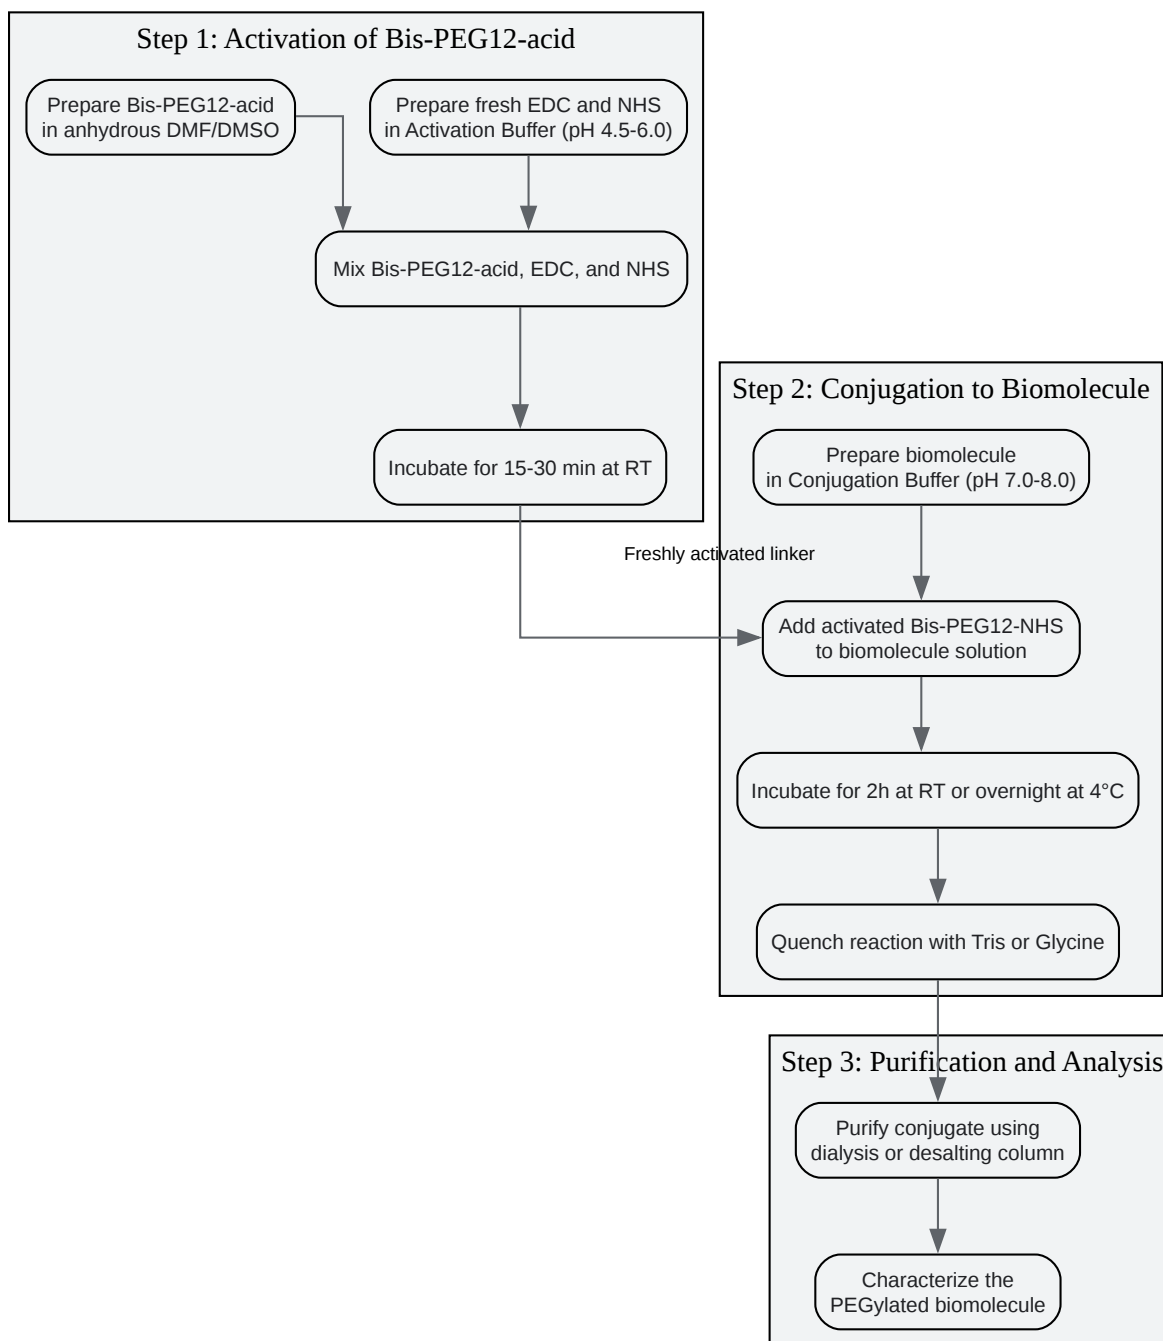 Step 1: Activation of Bis-PEG12-acid
Prepare Bis-PEG12-acid
in anhydrous DMF/DMSO
Prepare fresh EDC and NHS
in Activation Buffer (pH 4.5-6.0)
Mix Bis-PEG12-acid, EDC, and NHS
Incubate for 15-30 min at RT
Freshly activated linker
Step 2: Conjugation to Biomolecule
Prepare biomolecule
in Conjugation Buffer (pH 7.0-8.0)
Add activated Bis-PEG12-NHS
to biomolecule solution
Incubate for 2h at RT or overnight at 4°C
Quench reaction with Tris or Glycine
Step 3: Purification and Analysis
Purify conjugate using
dialysis or desalting column
Characterize the
PEGylated biomolecule